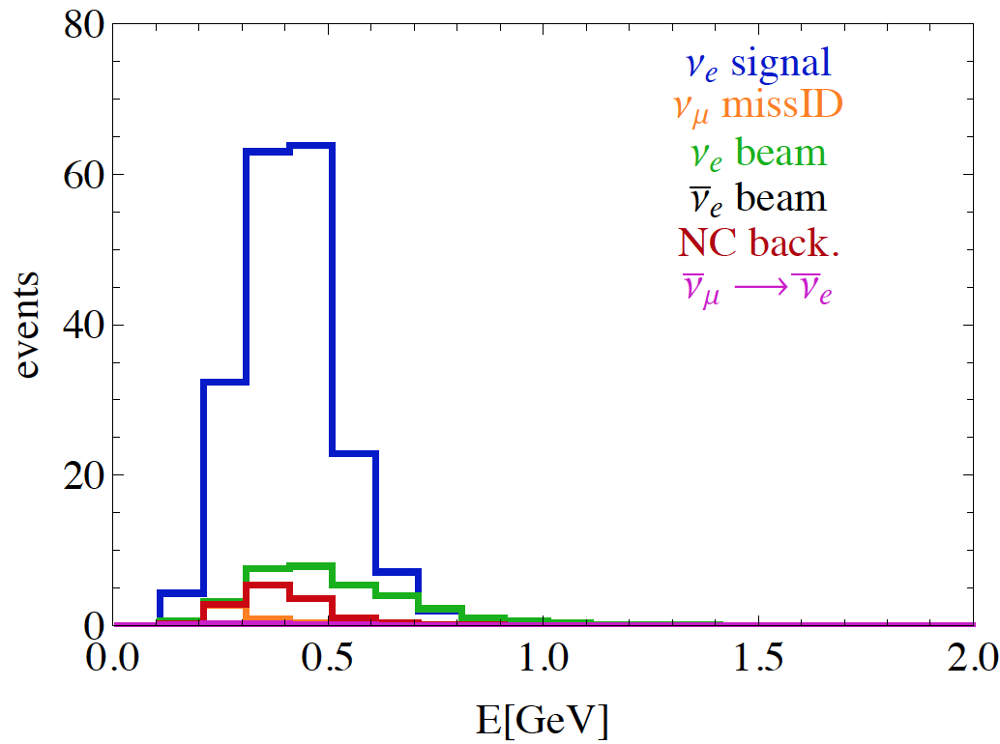 80
60
40
20
0
events
νe signal
νμ missID
νe beam
ν̅e beam
NC back.
ν̅μ ⟶ ν̅e
0.0 0.5 1.0 1.5 2.0
E[GeV]